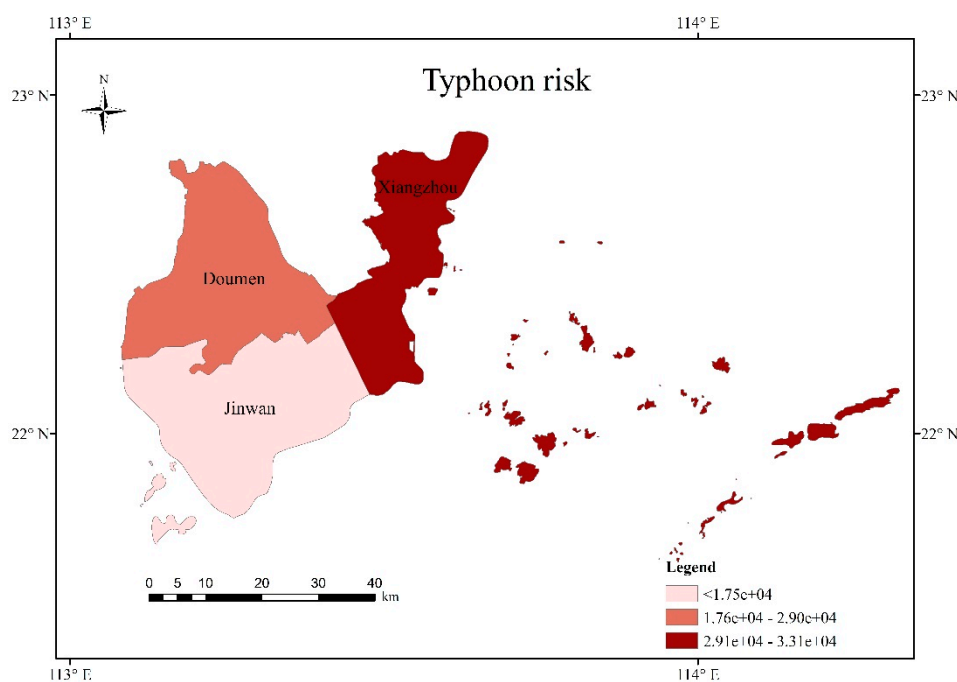 113° E
114° E
Typhoon risk
N
23° N
23° N
Xiangzhou
Doumen
Jinwan
22° N
22° N
0 5 10 20 30 40
km
Legend
<1.75e+04
1.76e+04 - 2.90e+04
2.91e+04 - 3.31e+04
113° E
114° E